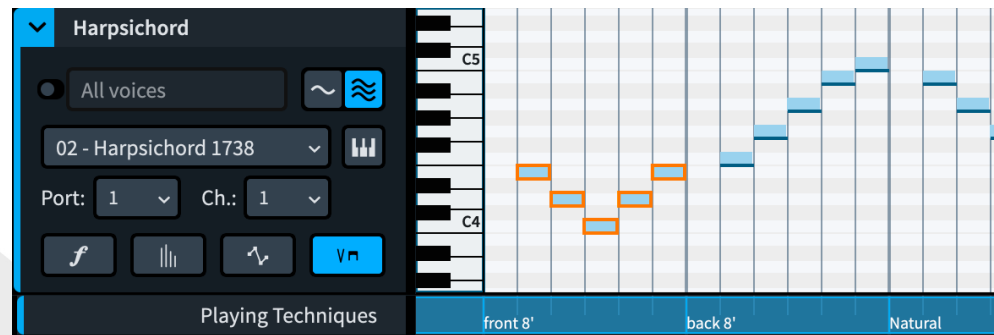 Harpsichord
C5
All voices
02 - Harpsichord 1738
Port: 1 Ch.: 1
C4
f V
Playing Techniques
front 8' back 8' Natural